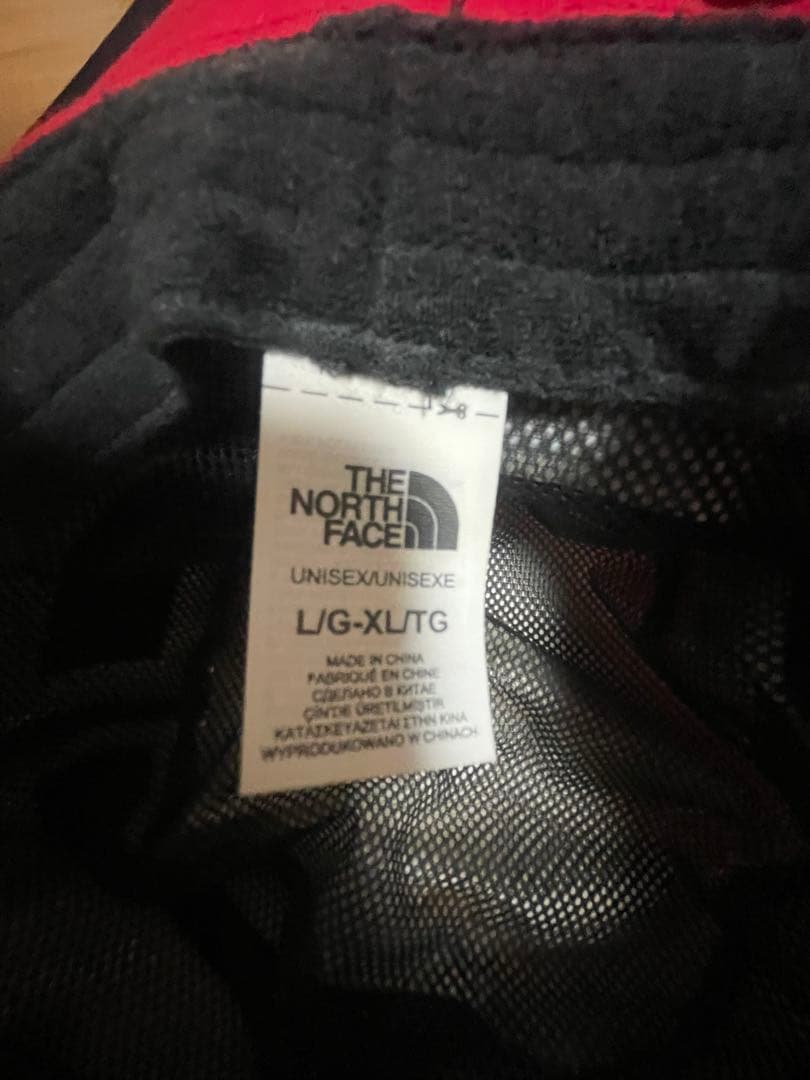 THE
NORTH
FACE
UNISEX/UNISEXE
L/G-XL/TG
MADE IN CHINA
FABRIQUÉ EN CHINE
СДЕЛАНО В КИТАЕ
ÇİN'DE ÜRETİLMİŞTİR
ΚΑΤΑΣΚΕΥΑΖΕΤΑΙ ΣΤΗΝ ΚΙΝΑ
WYPRODUKOWANO W CHINACH